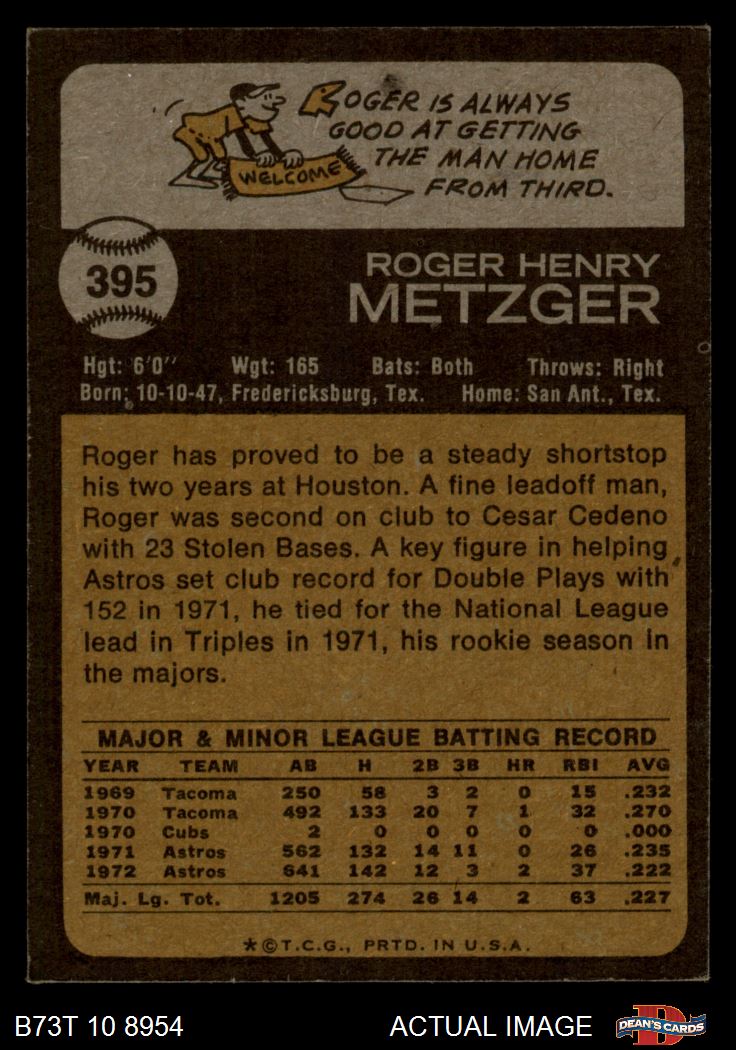 ROGER IS ALWAYS
GOOD AT GETTING
THE MAN HOME
FROM THIRD.
WELCOME
395
ROGER HENRY
METZGER
Hgt: 6'0" Wgt: 165 Bats: Both Throws: Right
Born: 10-10-47, Fredericksburg, Tex. Home: San Ant., Tex.
Roger has proved to be a steady shortstop
his two years at Houston. A fine leadoff man,
Roger was second on club to Cesar Cedeno
with 23 Stolen Bases. A key figure in helping
Astros set club record for Double Plays with
152 in 1971, he tied for the National League
lead in Triples in 1971, his rookie season in
the majors.
MAJOR & MINOR LEAGUE BATTING RECORD
YEAR TEAM AB H 2B 3B HR RBI AVG
1969 Tacoma 250 58 3 2 0 15 .232
1970 Tacoma 492 133 20 7 1 32 .270
1970 Cubs 2 0 0 0 0 0 .000
1971 Astros 562 132 14 11 0 26 .235
1972 Astros 641 142 12 3 2 37 .222
Maj. Lg. Tot. 1205 274 26 14 2 63 .227
*©T.C.G., PRTD. IN U.S.A.
B73T 10 8954 ACTUAL IMAGE
D
DEAN'S CARDS